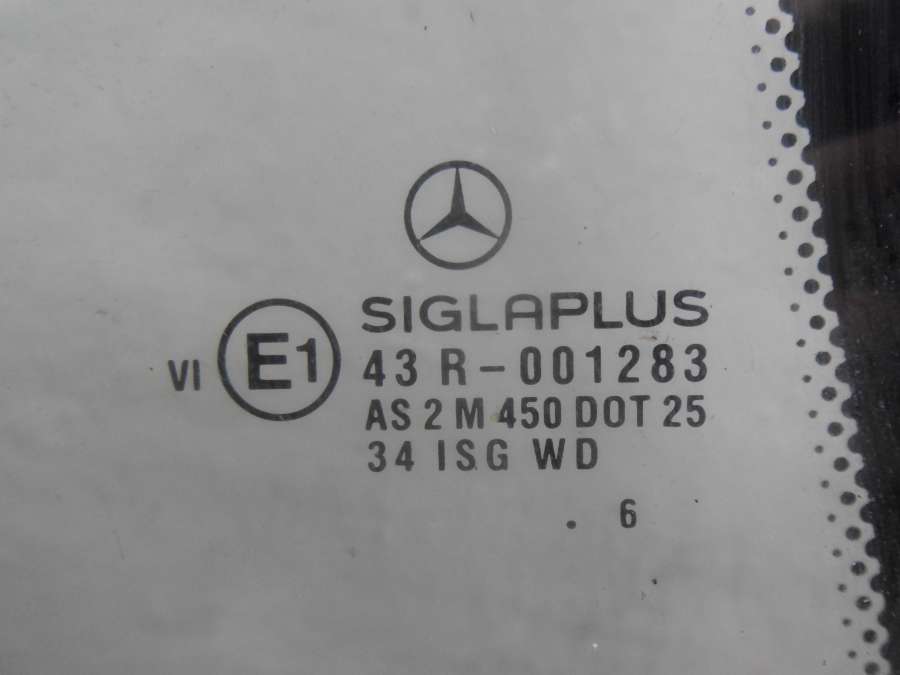 SIGLAPLUS
VI E1 43 R-001283
AS 2 M 450 DOT 25
34 ISG WD
. 6